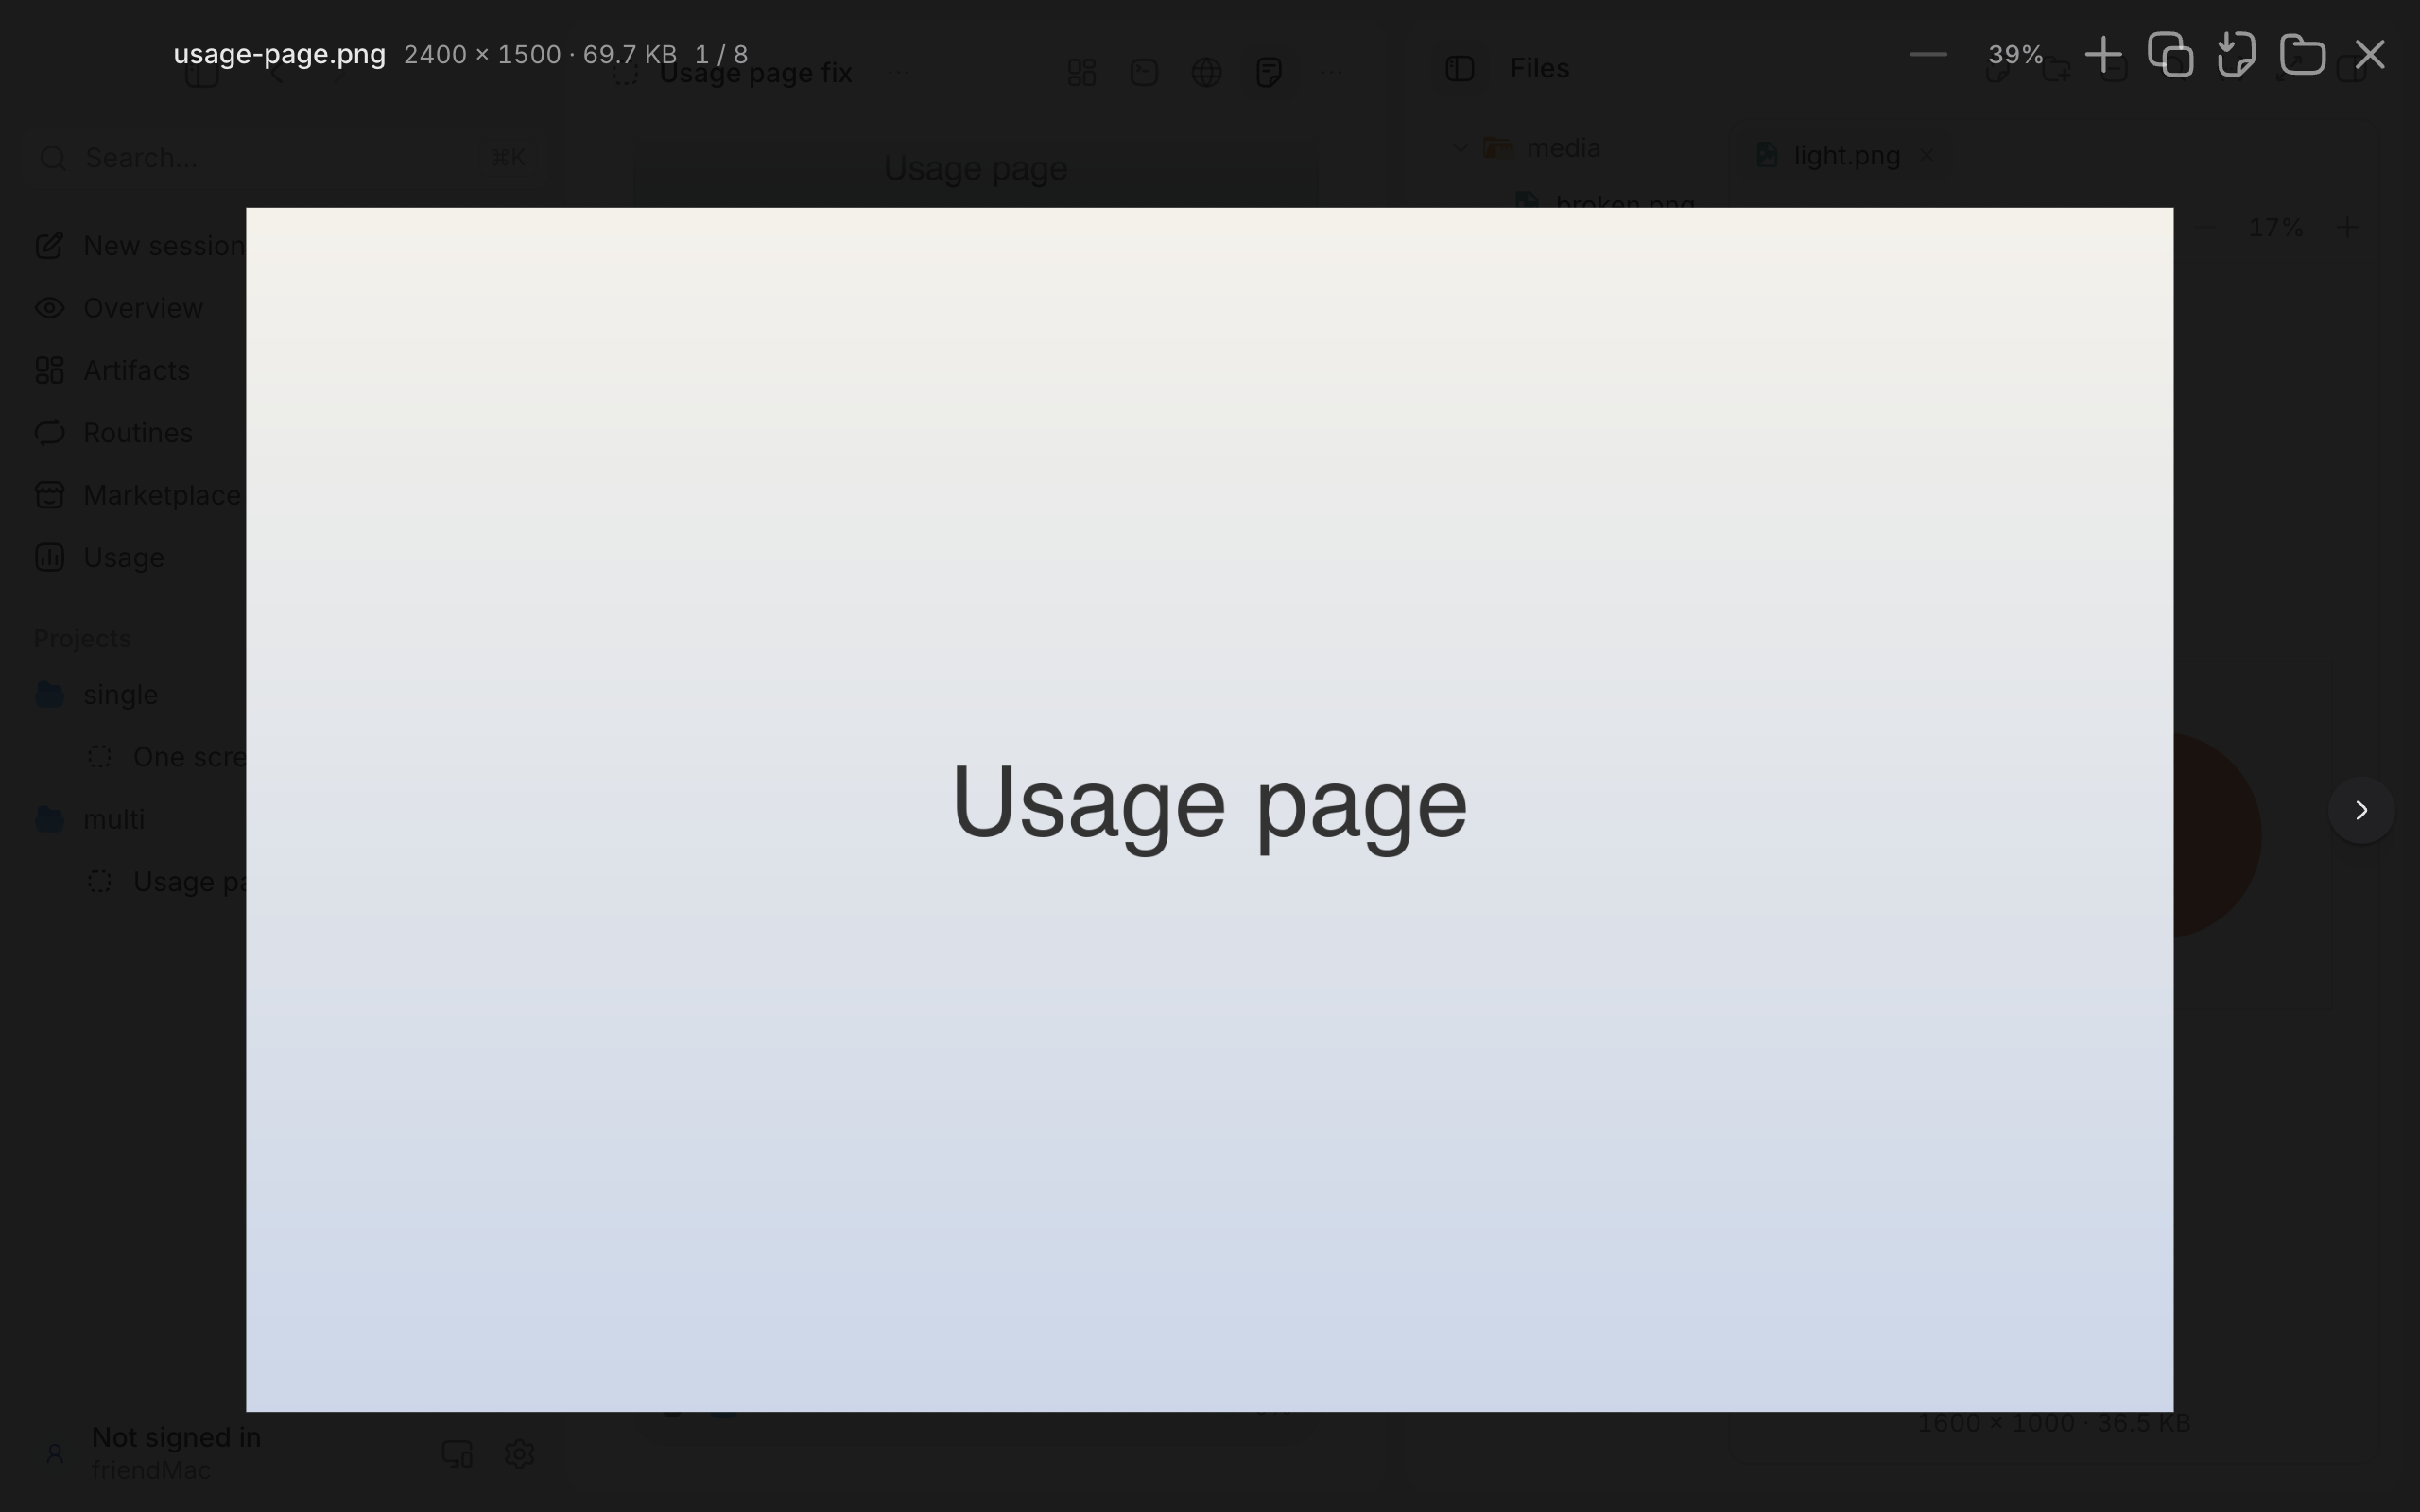 usage-page.png 2400 × 1500 · 69.7 KB 1 / 8
39%
Usage page fix
Files
Search...
⌘K
Usage page
media
light.png
broken.png
17%
New session
Overview
Artifacts
Routines
Marketplace
Usage
Projects
single
One scre
multi
Usage pa
Usage page
1600 × 1000 · 36.5 KB
Not signed in
friendMac